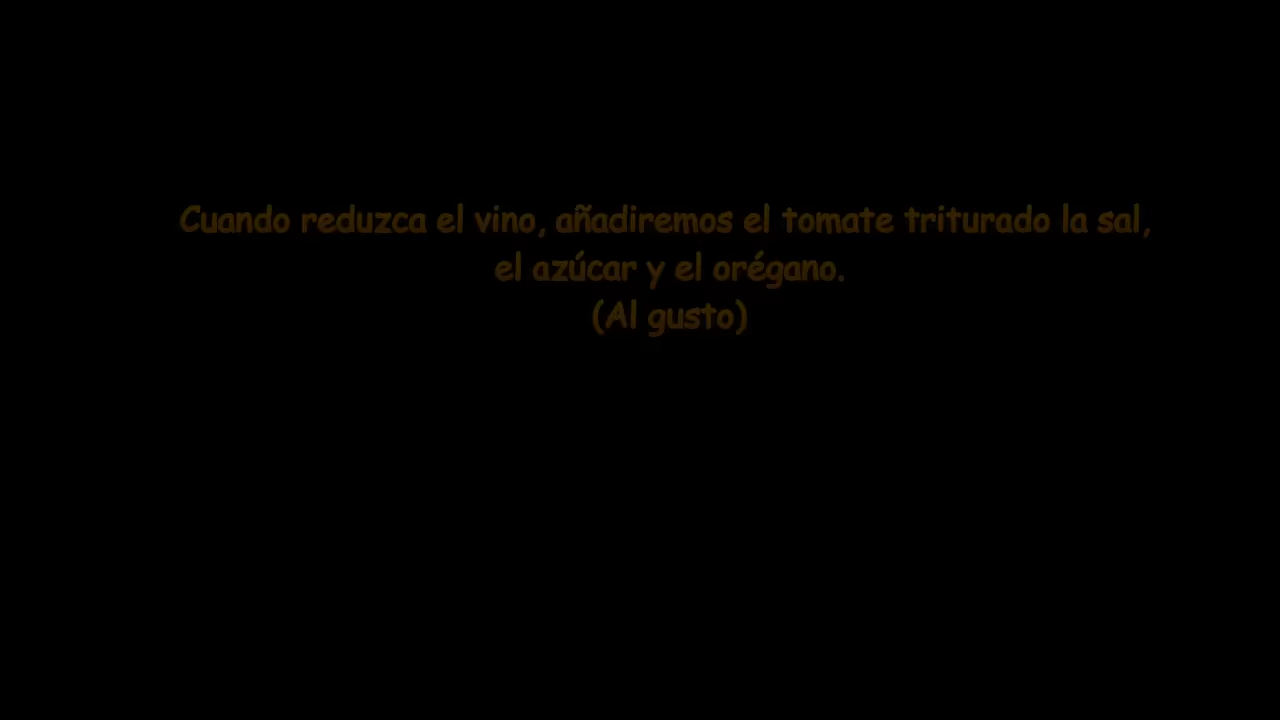 Cuando reduzca el vino, añadiremos el tomate triturado la sal,
el azúcar y el orégano.
(Al gusto)